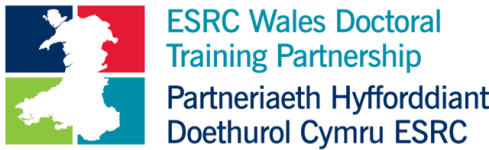 ESRC Wales Doctoral
Training Partnership
Partneriaeth Hyfforddiant
Doethurol Cymru ESRC